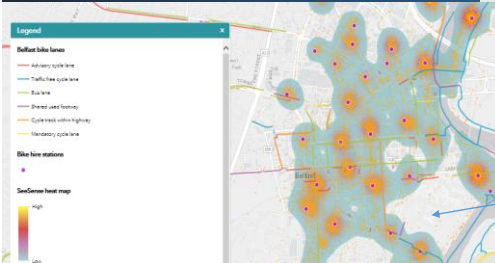 Legend ×
Belfast bike lanes
Advisory cycle lane
Traffic free cycle lane
Bus lane
Shared used footway
Cycle track within highway
Mandatory cycle lane
Bike hire stations
SeeSense heat map
High
Low
Belfast